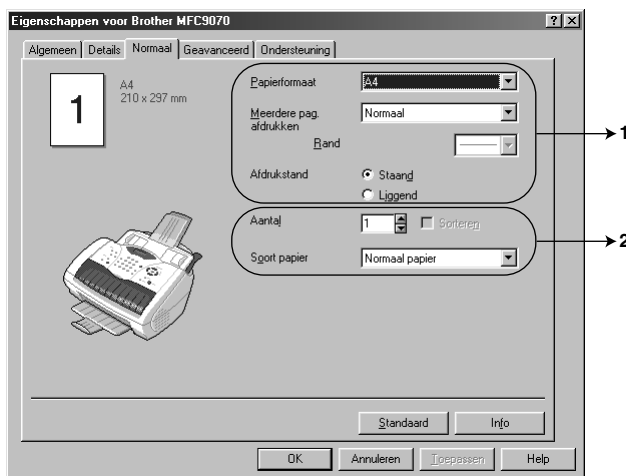 Eigenschappen voor Brother MFC9070
Algemeen Details Normaal Geavanceerd Ondersteuning
1
A4
210 x 297 mm
Papierformaat A4
Meerdere pag. afdrukken Normaal
Rand
Afdrukstand Staand
Liggend
1
Aantal 1 Sorteren
Soort papier Normaal papier
2
Standaard Info
OK Annuleren Toepassen Help